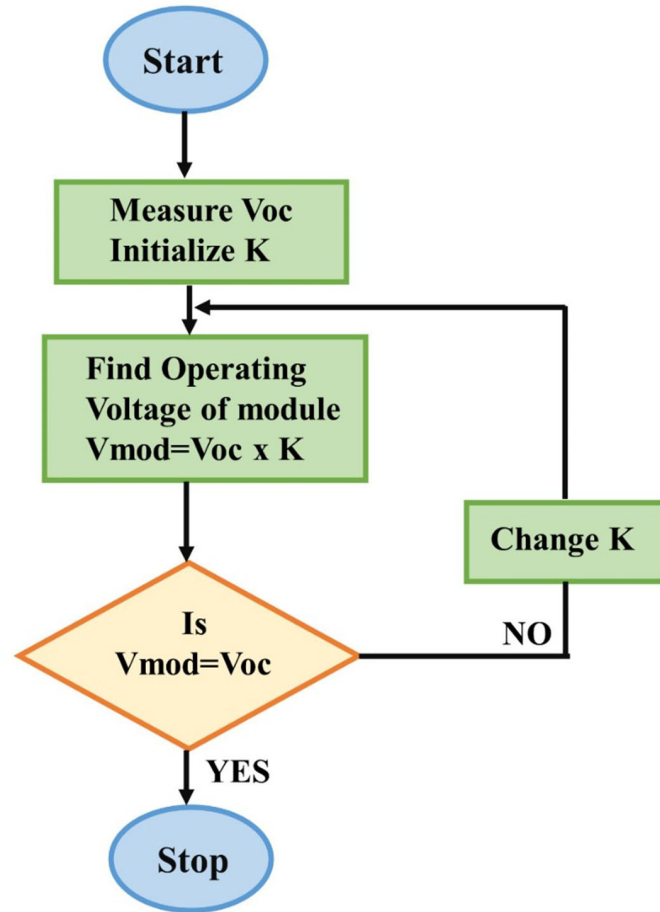 Start
Measure Voc
Initialize K
Find Operating
Voltage of module
Vmod=Voc x K
Change K
Is
Vmod=Voc
NO
YES
Stop